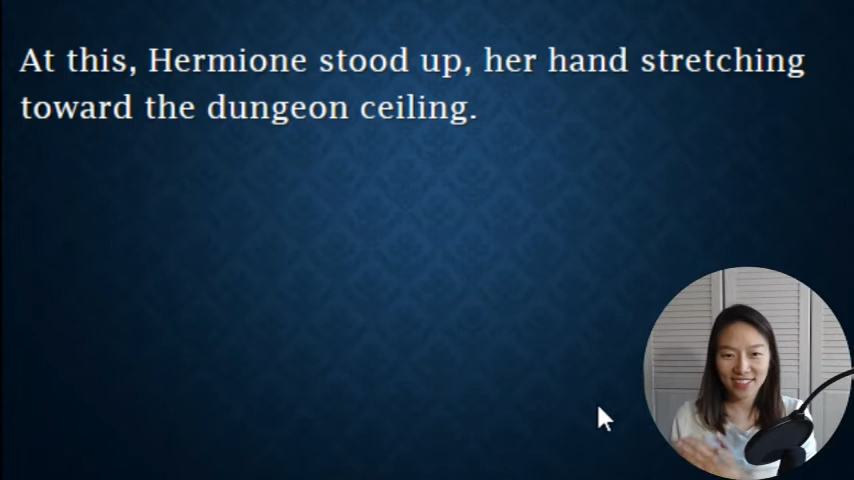 At this, Hermione stood up, her hand stretching
toward the dungeon ceiling.